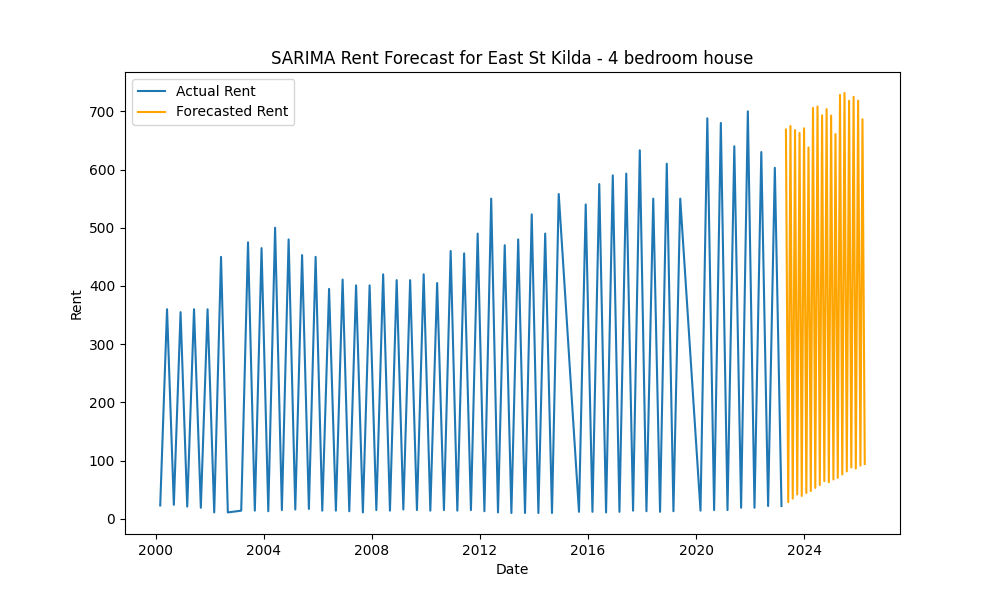 SARIMA Rent Forecast for East St Kilda - 4 bedroom house
Actual Rent
Forecasted Rent
700
600
500
400
300
200
100
0
Rent
2000 2004 2008 2012 2016 2020 2024
Date